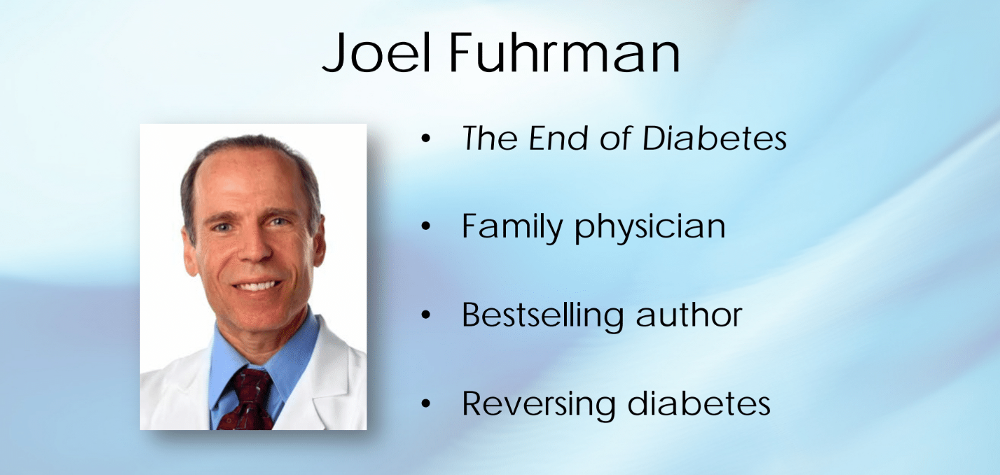 Joel Fuhrman
• The End of Diabetes
• Family physician
• Bestselling author
• Reversing diabetes